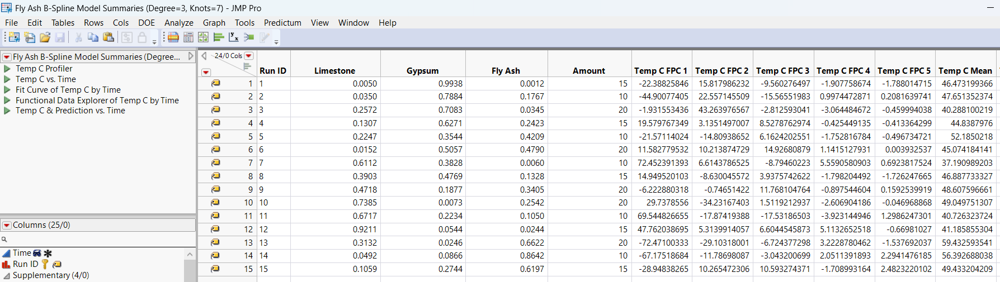 Fly Ash B-Spline Model Summaries (Degree=3, Knots=7) - JMP Pro
File Edit Tables Rows Cols DOE Analyze Graph Tools Predictum View Window Help
Fly Ash B-Spline Model Summaries (Degree...
Temp C Profiler
Temp C vs. Time
Fit Curve of Temp C by Time
Functional Data Explorer of Temp C by Time
Temp C & Prediction vs. Time
Columns (25/0)
Time
Run ID
Supplementary (4/0)
24/0 Cols
Run ID Limestone Gypsum Fly Ash Amount Temp C FPC 1 Temp C FPC 2 Temp C FPC 3 Temp C FPC 4 Temp C FPC 5 Temp C Mean
1 1 0.0050 0.9938 0.0012 15 -22.38825846 15.817986232 -9.560276497 -1.907758674 -1.788014715 46.473199366
2 2 0.0350 0.7884 0.1767 10 -44.90077405 22.557145509 -15.56551983 0.9974472871 0.2081639741 47.651352374
3 3 0.2572 0.7083 0.0345 20 -1.931553436 43.263976567 -2.812593041 -3.064484672 -0.459994038 40.288100219
4 4 0.1307 0.6271 0.2423 15 19.579767349 3.1351497007 8.5278762974 -0.425449135 -0.413364299 44.8387976
5 5 0.2247 0.3544 0.4209 10 -21.57114024 -14.80938652 6.1624202551 -1.752816784 -0.496734721 52.1850218
6 6 0.0152 0.5057 0.4790 20 11.582779532 10.213874729 14.92680879 1.1415127931 0.003932537 45.074184141
7 7 0.6112 0.3828 0.0060 10 72.452391393 6.6143786525 -8.79460223 5.5590580903 0.6923817524 37.190989203
8 8 0.3903 0.4769 0.1328 15 14.949520103 -8.630045572 3.9375742622 -1.798204492 -1.726247665 46.887733327
9 9 0.4718 0.1877 0.3405 20 -6.222880318 -0.74651422 11.768104764 -0.897544604 0.1592539919 48.607596661
10 10 0.7385 0.0073 0.2542 20 29.7378556 -34.23167403 1.5119212937 -2.606904186 -0.046968868 49.049751307
11 11 0.6717 0.2234 0.1050 10 69.544826655 -17.87419388 -17.53186503 -3.923144946 1.2986247301 40.726323724
12 12 0.9211 0.0544 0.0244 15 47.762038695 5.3139914057 6.6044545873 5.1132652518 -0.66981027 41.185855304
13 13 0.3132 0.0246 0.6622 20 -72.47100333 -29.10318001 -6.724377298 3.2228780462 -1.537692037 59.432593541
14 14 0.0492 0.0866 0.8642 10 -67.17518684 -11.78698087 -3.043200699 2.0511391893 2.2941476185 56.392688038
15 15 0.1059 0.2744 0.6197 15 -28.94838265 10.265472306 10.593274371 -1.708993164 2.4823220102 49.433204209